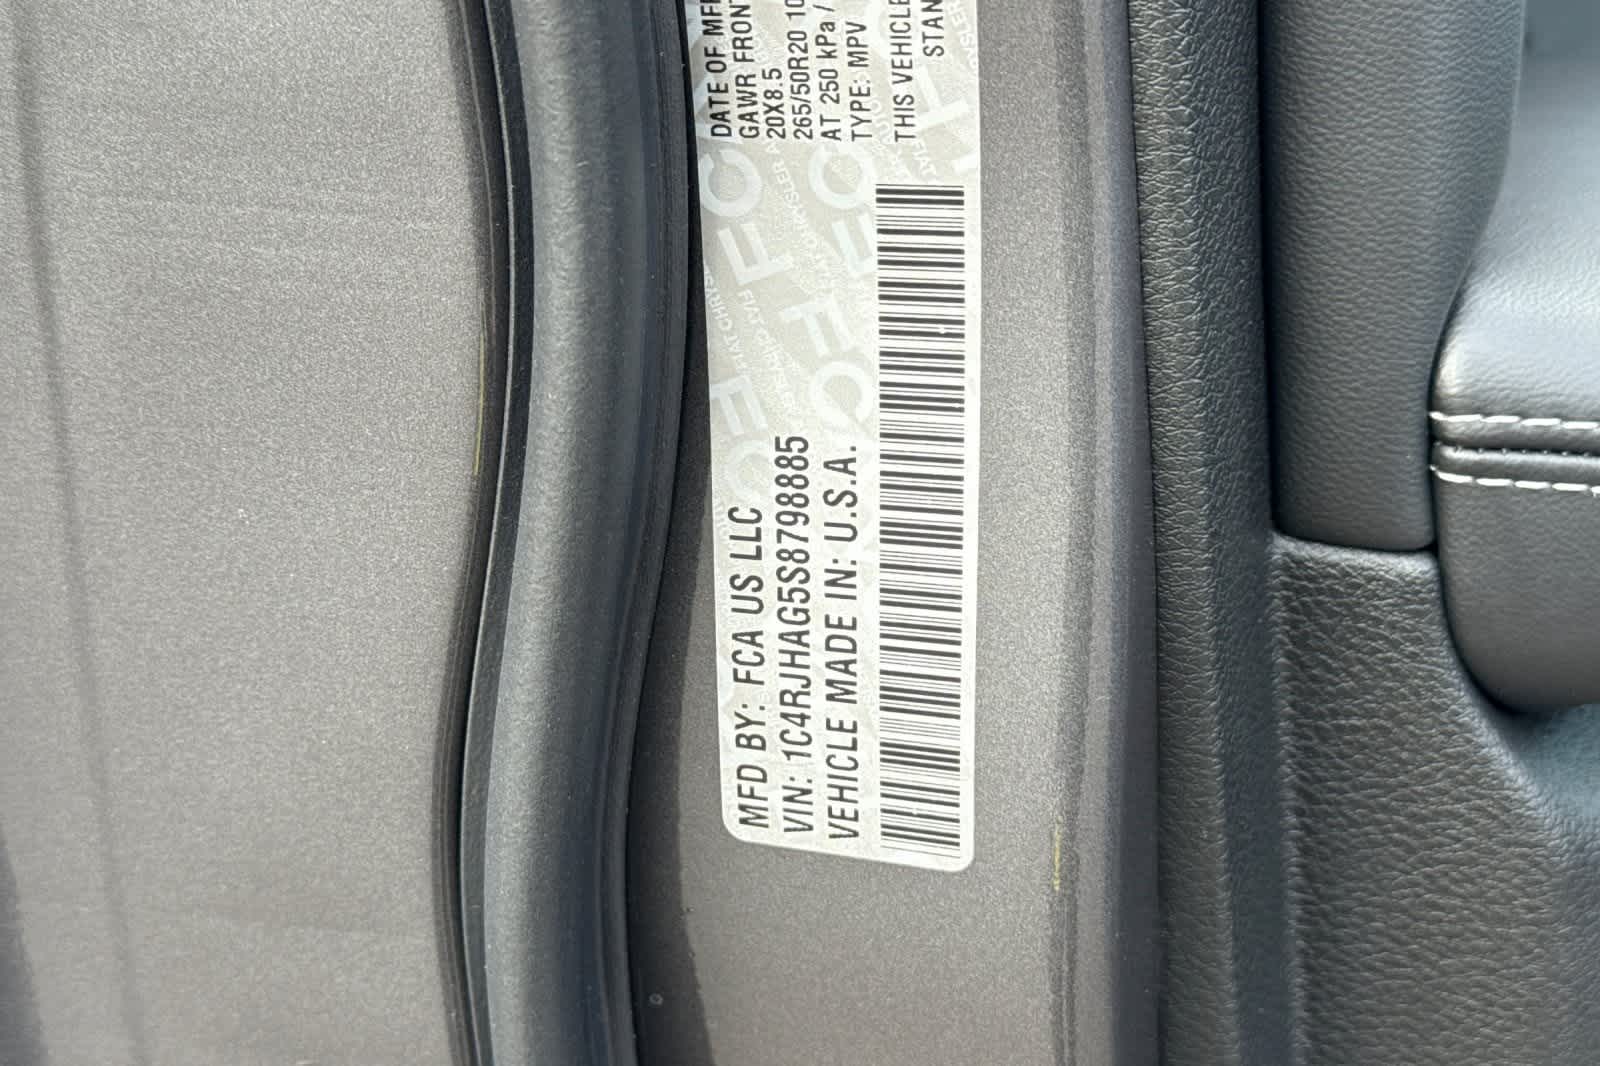 MFD BY: FCA US LLC
VIN: 1C4RJHAG5S8798885
VEHICLE MADE IN: U.S.A.
DATE OF MFR
GAWR FRONT
20X8.5
265/50R20 10
AT 250 kPa /
TYPE: MPV
THIS VEHICLE
STAN